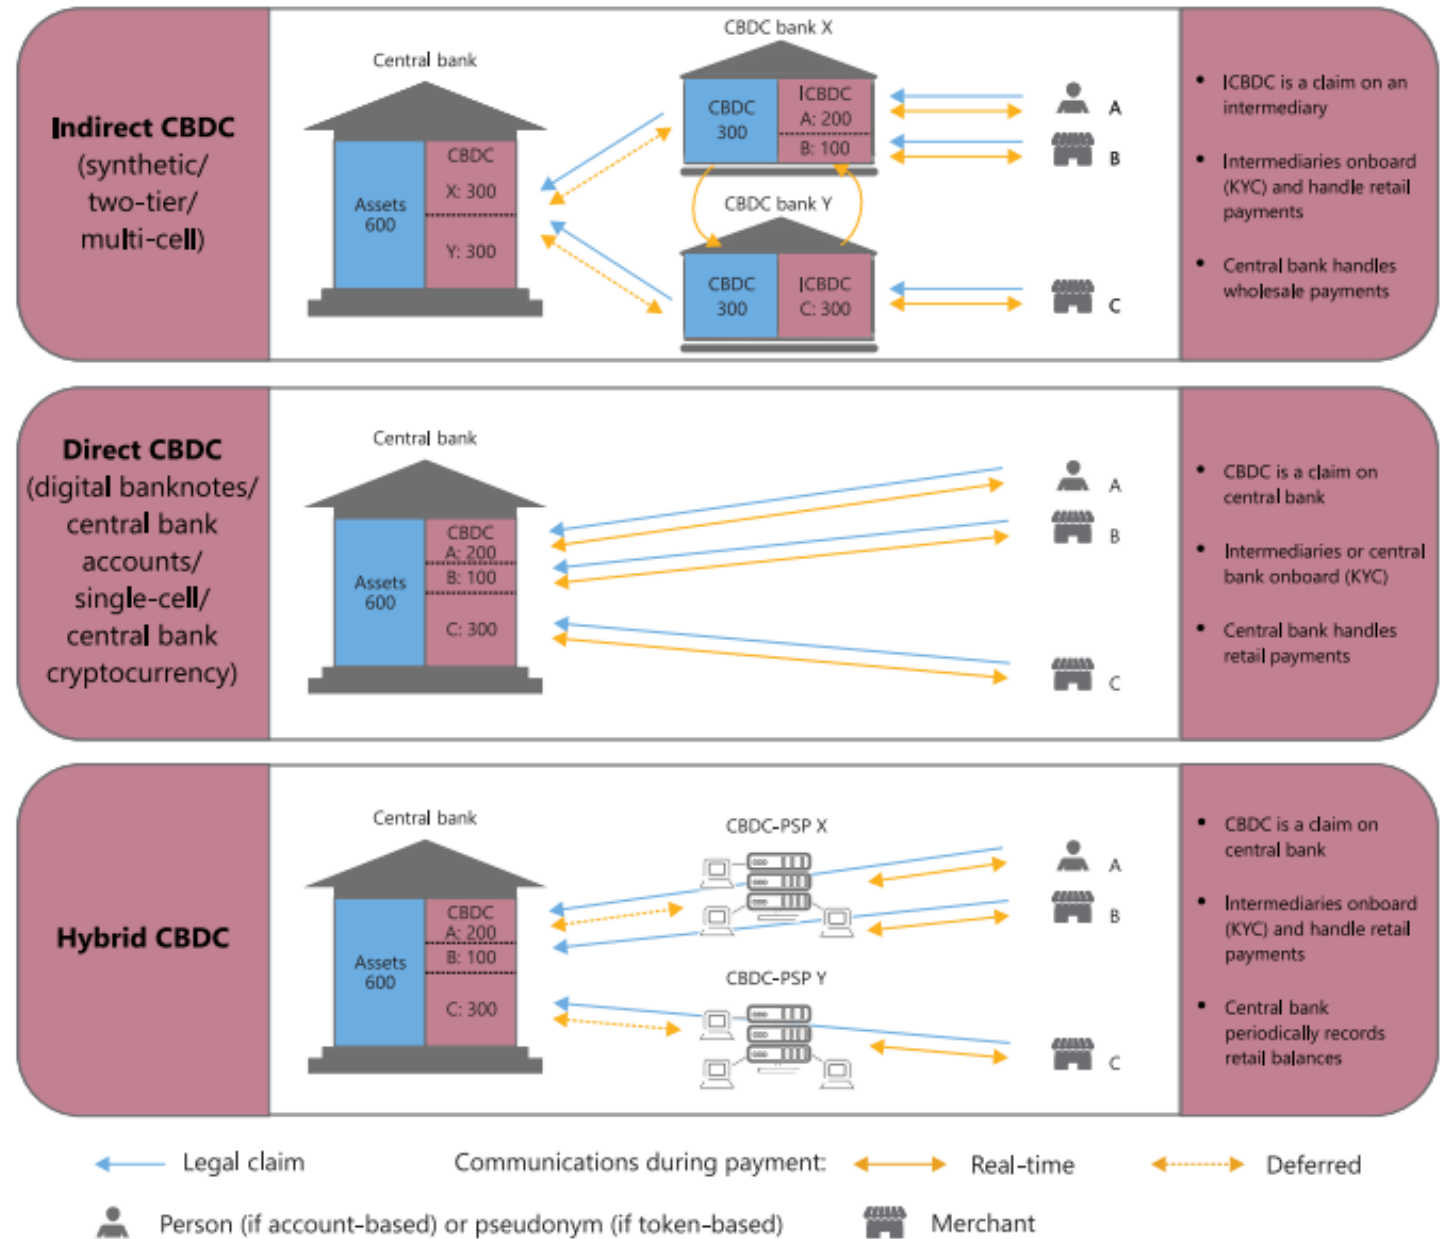 Indirect CBDC
(synthetic/
two-tier/
multi-cell)
Central bank
Assets
600
CBDC
X: 300
Y: 300
CBDC bank X
CBDC
300
ICBDC
A: 200
B: 100
CBDC bank Y
CBDC
300
ICBDC
C: 300
A
B
C
• ICBDC is a claim on an
intermediary
• Intermediaries onboard
(KYC) and handle retail
payments
• Central bank handles
wholesale payments
Direct CBDC
(digital banknotes/
central bank
accounts/
single-cell/
central bank
cryptocurrency)
Central bank
Assets
600
CBDC
A: 200
B: 100
C: 300
A
B
C
• CBDC is a claim on
central bank
• Intermediaries or central
bank onboard (KYC)
• Central bank handles
retail payments
Hybrid CBDC
Central bank
Assets
600
CBDC
A: 200
B: 100
C: 300
CBDC-PSP X
CBDC-PSP Y
A
B
C
• CBDC is a claim on
central bank
• Intermediaries onboard
(KYC) and handle retail
payments
• Central bank
periodically records
retail balances
Legal claim
Communications during payment:
Real-time
Deferred
Person (if account-based) or pseudonym (if token-based)
Merchant